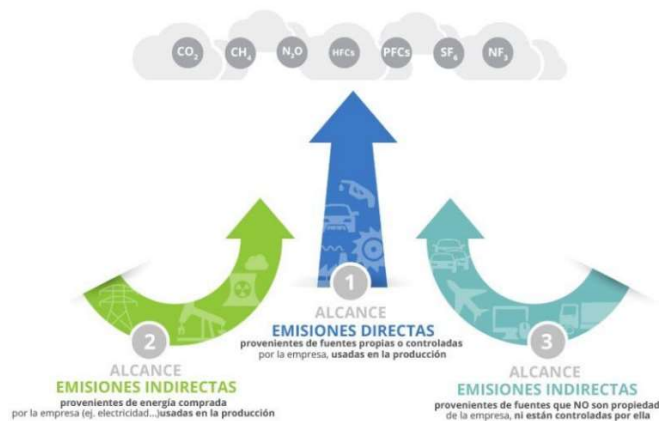 CO₂ CH₄ N₂O HFCs PFCs SF₆ NF₃
1
ALCANCE
EMISIONES DIRECTAS
provenientes de fuentes propias o controladas
por la empresa, usadas en la producción
2
ALCANCE
EMISIONES INDIRECTAS
provenientes de energía comprada
por la empresa (ej. electricidad...)usadas en la producción
3
ALCANCE
EMISIONES INDIRECTAS
provenientes de fuentes que NO son propiedad
de la empresa, ni están controladas por ella